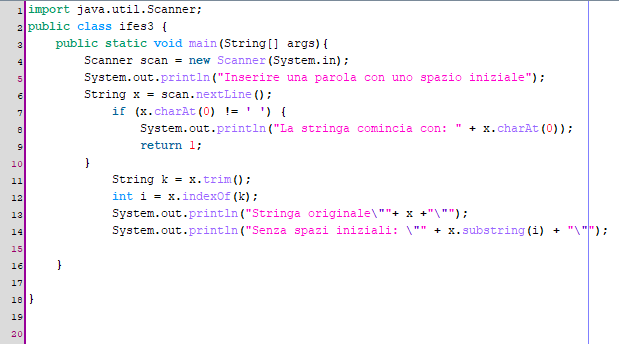 1 import java.util.Scanner;
2 public class ifes3 {
3 public static void main(String[] args){
4 Scanner scan = new Scanner(System.in);
5 System.out.println("Inserire una parola con uno spazio iniziale");
6 String x = scan.nextLine();
7 if (x.charAt(0) != ' ') {
8 System.out.println("La stringa comincia con: " + x.charAt(0));
9 return 1;
10 }
11 String k = x.trim();
12 int i = x.indexOf(k);
13 System.out.println("Stringa originale\""+ x +"\"");
14 System.out.println("Senza spazi iniziali: \"" + x.substring(i) + "\"");
15
16 }
17
18 }
19
20